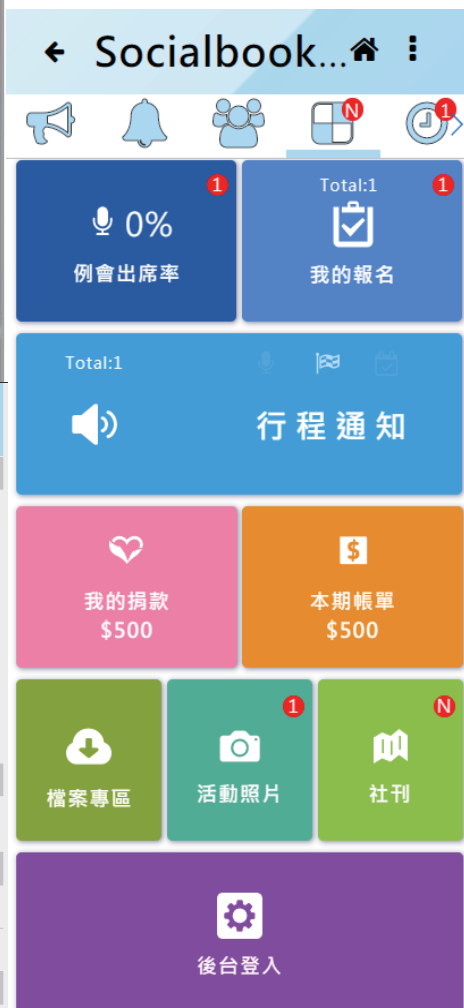 Socialbook...
N
1
1
0%
例會出席率
Total:1
1
我的報名
Total:1
行程通知
我的捐款
$500
$
本期帳單
$500
檔案專區
1
活動照片
N
社刊
後台登入